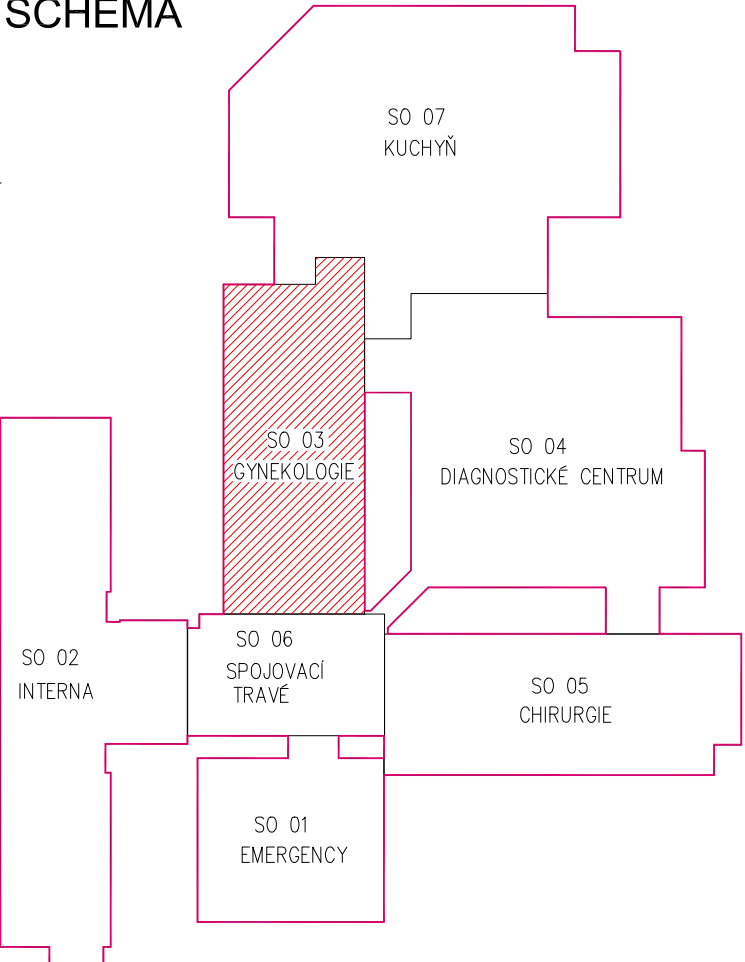 SCHEMA
SO 07
KUCHYŇ
SO 03
GYNEKOLOGIE
SO 04
DIAGNOSTICKÉ CENTRUM
SO 06
SPOJOVACÍ
TRAVÉ
SO 02
INTERNA
SO 05
CHIRURGIE
SO 01
EMERGENCY